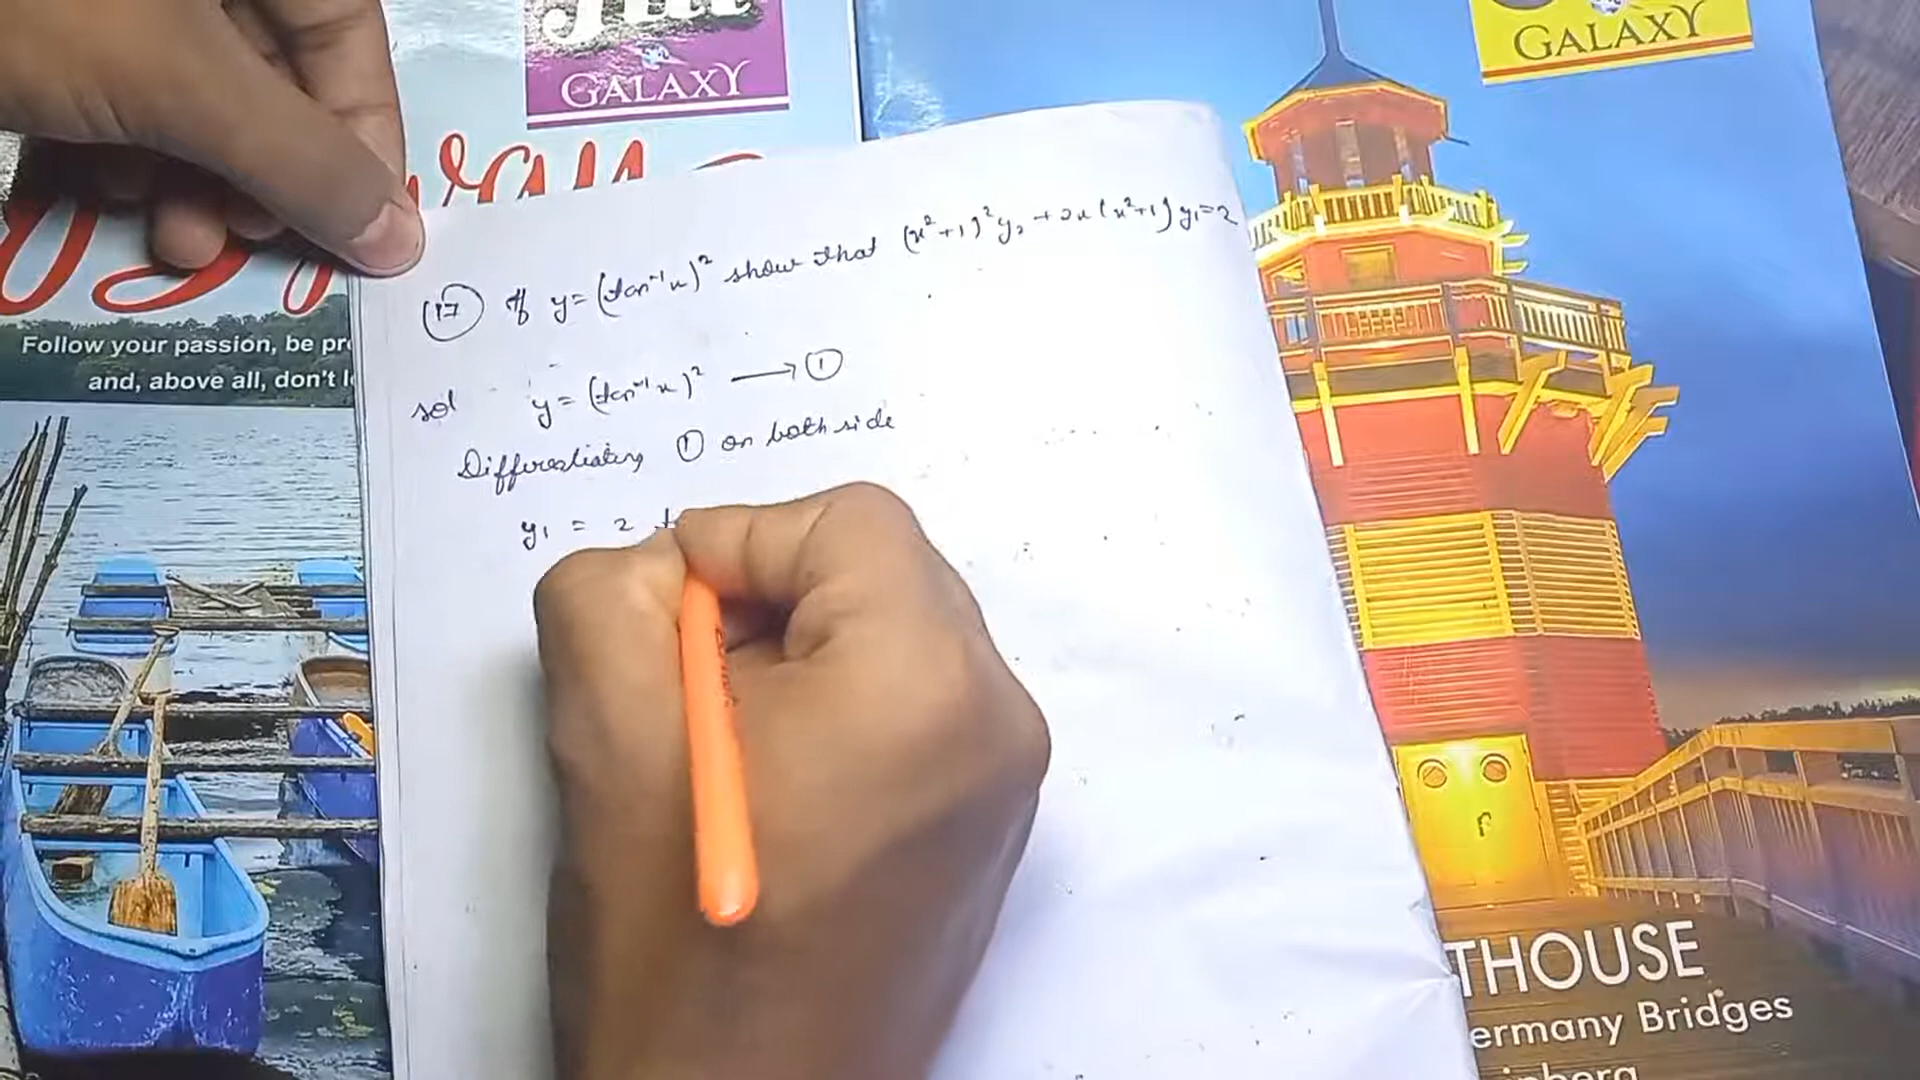 GALAXY
GALAXY
Follow your passion, be pr
and, above all, don't l
(17) If y = (tan⁻¹x)² show that (x²+1)²y₂ + 2x(x²+1)y₁ = 2
sol y = (tan⁻¹x)² ⟶ ①
Differentiating ① on both side
y₁ = 2 t
THOUSE
ermany Bridges